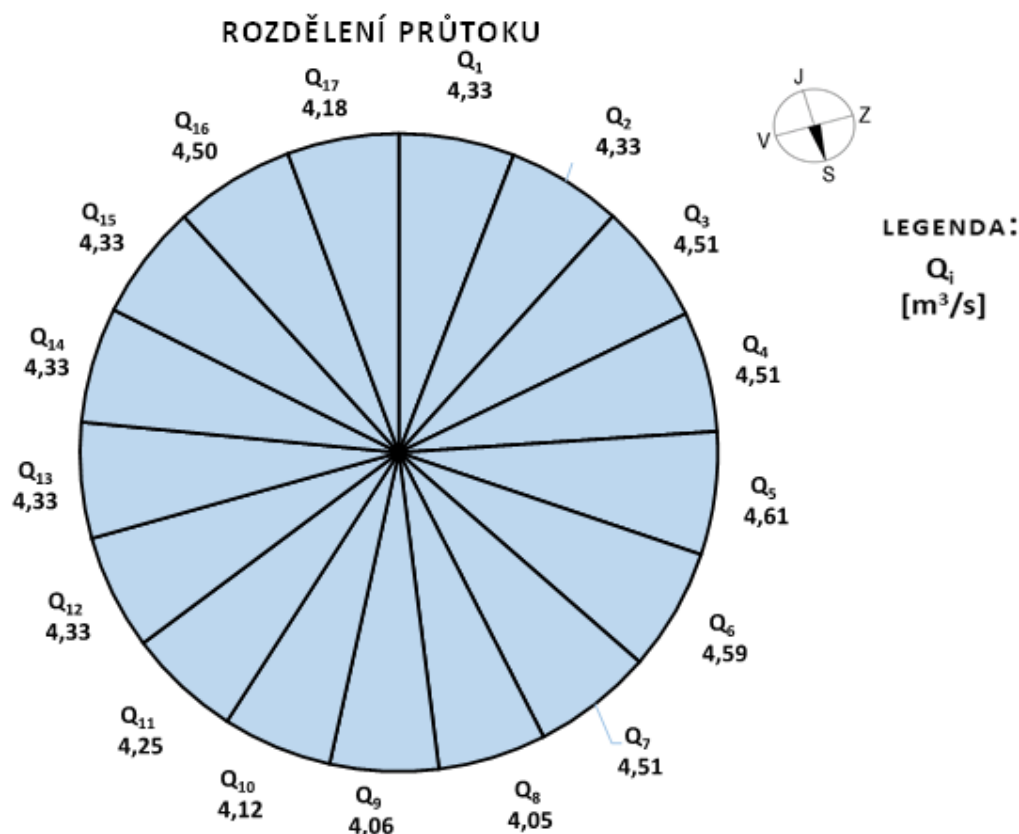 ROZDĚLENÍ PRŮTOKU
Q₁
4,33
Q₂
4,33
Q₃
4,51
Q₄
4,51
Q₅
4,61
Q₆
4,59
Q₇
4,51
Q₈
4,05
Q₉
4,06
Q₁₀
4,12
Q₁₁
4,25
Q₁₂
4,33
Q₁₃
4,33
Q₁₄
4,33
Q₁₅
4,33
Q₁₆
4,50
Q₁₇
4,18
J
Z
V
S
LEGENDA:
Qᵢ
[m³/s]